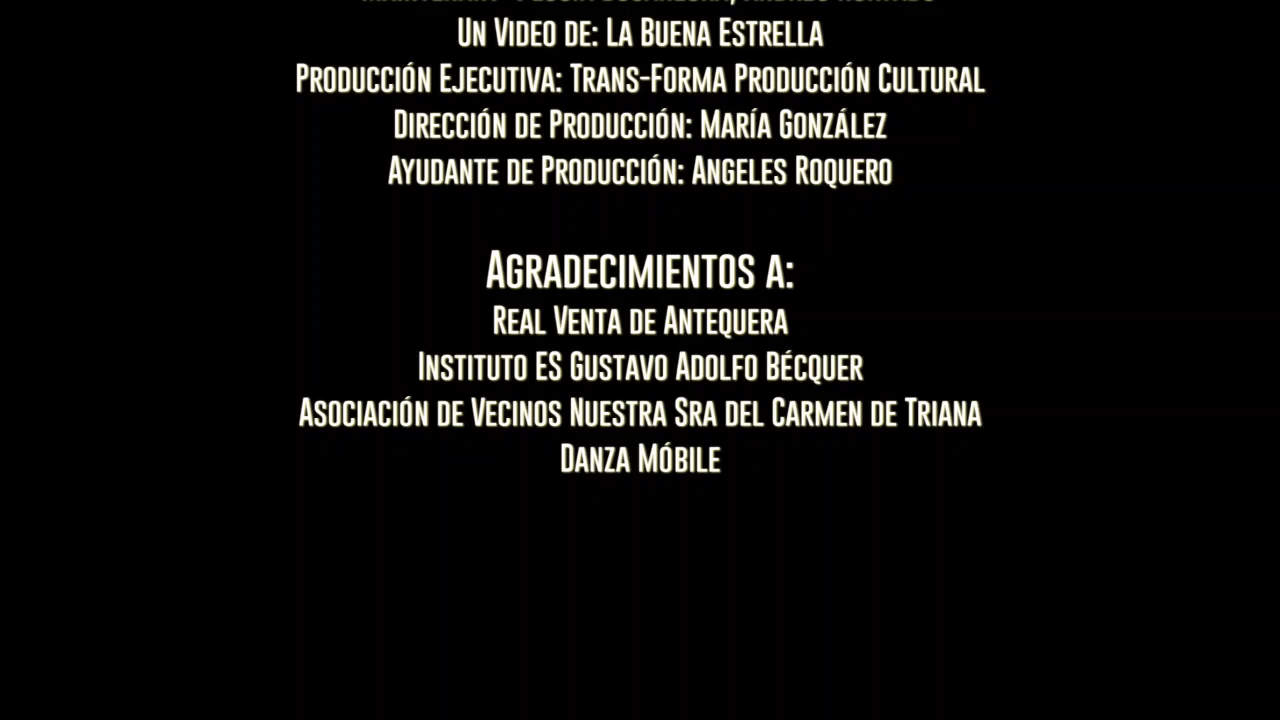 Un Video de: La Buena Estrella
Producción Ejecutiva: Trans-Forma Producción Cultural
Dirección de Producción: María González
Ayudante de Producción: Angeles Roquero
Agradecimientos a:
Real Venta de Antequera
Instituto ES Gustavo Adolfo Bécquer
Asociación de Vecinos Nuestra Sra del Carmen de Triana
Danza Móbile